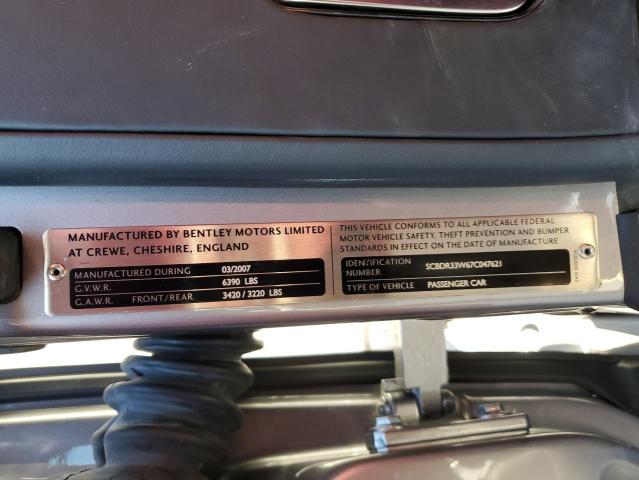 MANUFACTURED BY BENTLEY MOTORS LIMITED
AT CREWE, CHESHIRE, ENGLAND
MANUFACTURED DURING 03/2007
G.V.W.R. 6390 LBS
G.A.W.R. FRONT/REAR 3420 / 3220 LBS
THIS VEHICLE CONFORMS TO ALL APPLICABLE FEDERAL
MOTOR VEHICLE SAFETY, THEFT PREVENTION AND BUMPER
STANDARDS IN EFFECT ON THE DATE OF MANUFACTURE
IDENTIFICATION
NUMBER SCBDR33W67C047621
TYPE OF VEHICLE PASSENGER CAR